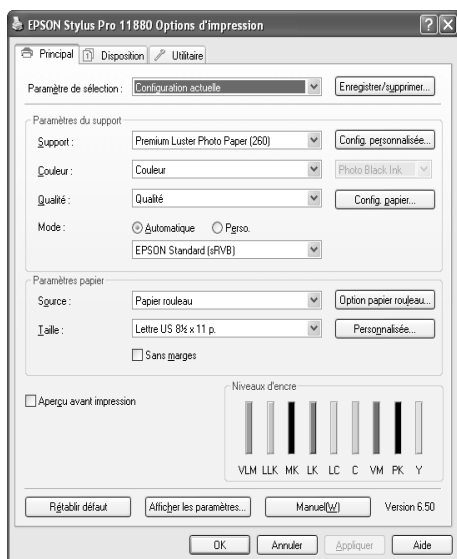 EPSON Stylus Pro 11880 Options d'impression
Principal Disposition Utilitaire
Paramètre de sélection : Configuration actuelle Enregistrer/supprimer...
Paramètres du support
Support : Premium Luster Photo Paper (260) Config. personnalisée...
Couleur : Couleur Photo Black Ink
Qualité : Qualité Config. papier...
Mode : Automatique Perso.
EPSON Standard (sRVB)
Paramètres papier
Source : Papier rouleau Option papier rouleau...
Taille : Lettre US 8½ x 11 p. Personnalisée...
Sans marges
Aperçu avant impression
Niveaux d'encre
VLM LLK MK LK LC C VM PK Y
Rétablir défaut Afficher les paramètres... Manuel(W) Version 6.50
OK Annuler Appliquer Aide